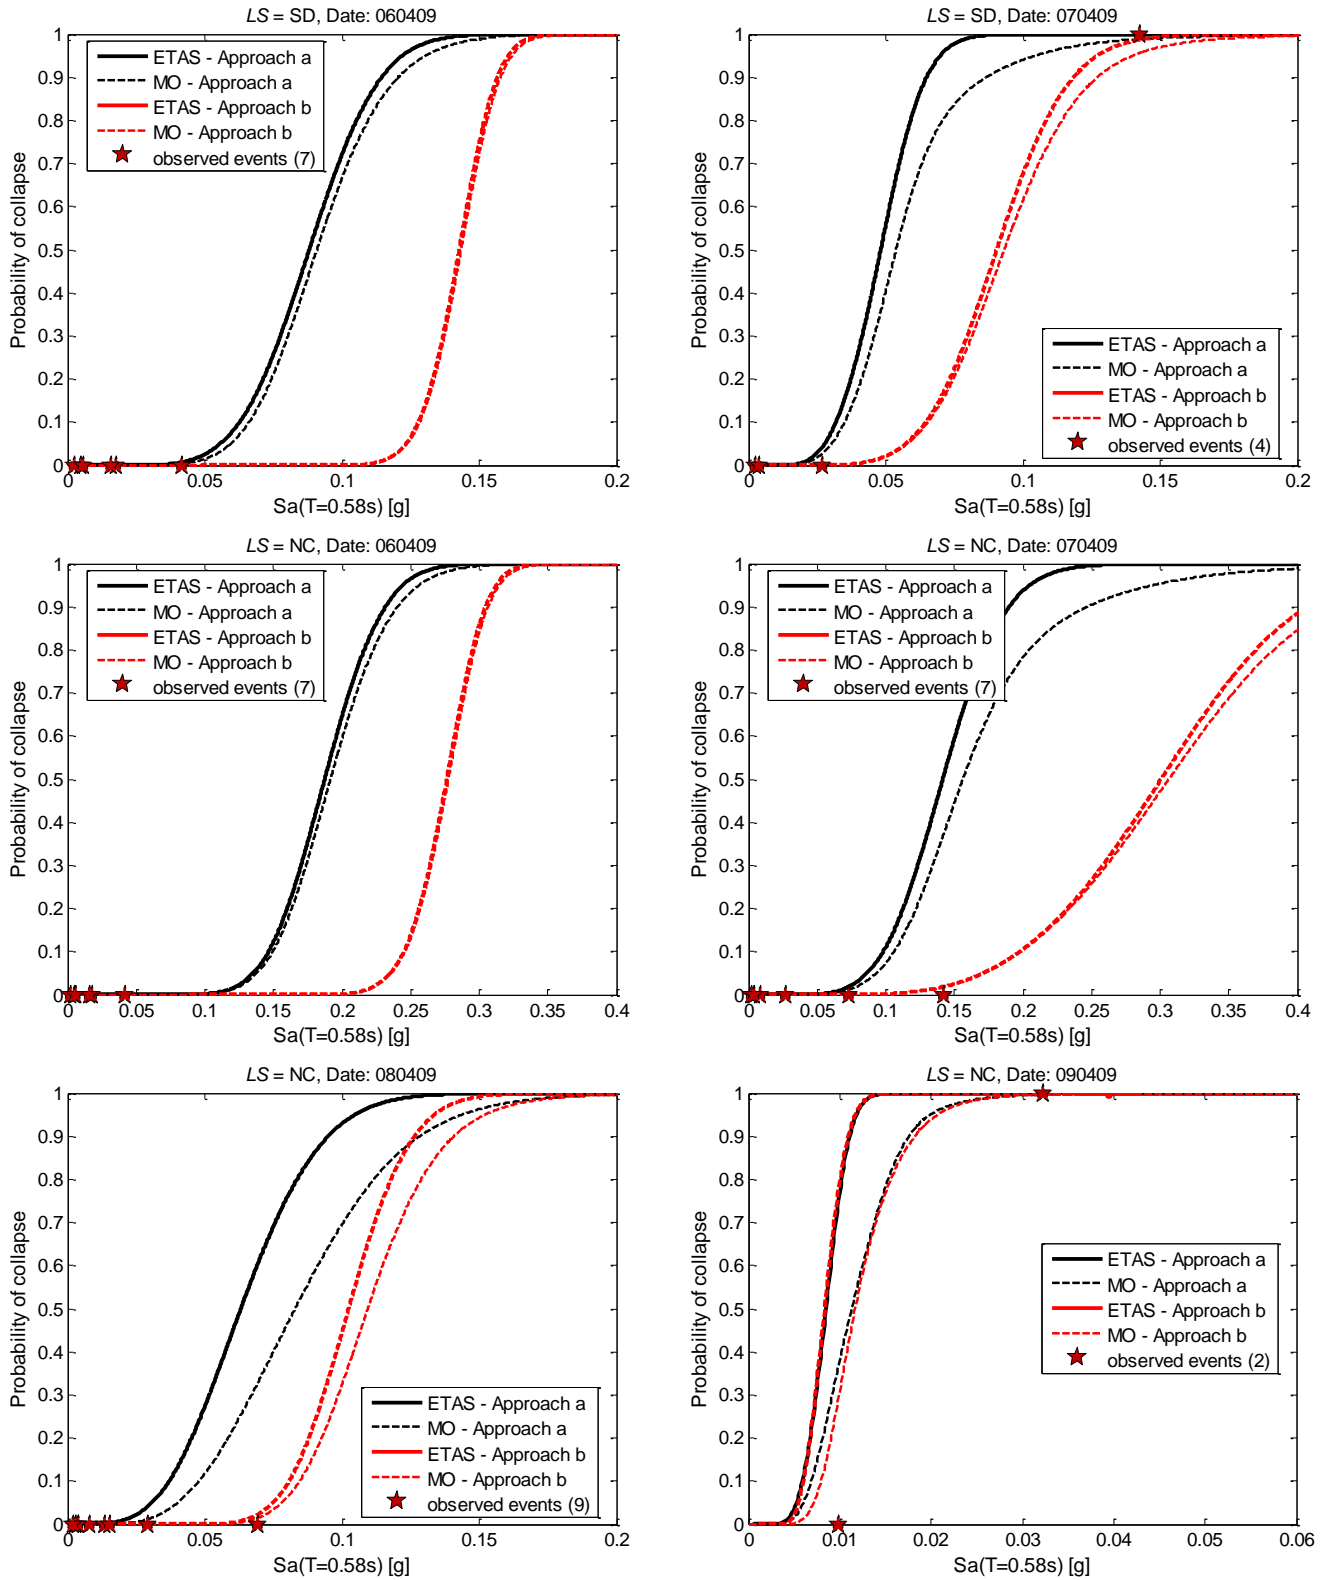 LS = SD, Date: 060409
1
0.9
0.8
0.7
0.6
0.5
0.4
0.3
0.2
0.1
0
Probability of collapse
ETAS - Approach a
MO - Approach a
ETAS - Approach b
MO - Approach b
observed events (7)
0 0.05 0.1 0.15 0.2
Sa(T=0.58s) [g]
LS = SD, Date: 070409
1
0.9
0.8
0.7
0.6
0.5
0.4
0.3
0.2
0.1
0
Probability of collapse
ETAS - Approach a
MO - Approach a
ETAS - Approach b
MO - Approach b
observed events (4)
0 0.05 0.1 0.15 0.2
Sa(T=0.58s) [g]
LS = NC, Date: 060409
1
0.9
0.8
0.7
0.6
0.5
0.4
0.3
0.2
0.1
0
Probability of collapse
ETAS - Approach a
MO - Approach a
ETAS - Approach b
MO - Approach b
observed events (7)
0 0.05 0.1 0.15 0.2 0.25 0.3 0.35 0.4
Sa(T=0.58s) [g]
LS = NC, Date: 070409
1
0.9
0.8
0.7
0.6
0.5
0.4
0.3
0.2
0.1
0
Probability of collapse
ETAS - Approach a
MO - Approach a
ETAS - Approach b
MO - Approach b
observed events (7)
0 0.05 0.1 0.15 0.2 0.25 0.3 0.35 0.4
Sa(T=0.58s) [g]
LS = NC, Date: 080409
1
0.9
0.8
0.7
0.6
0.5
0.4
0.3
0.2
0.1
0
Probability of collapse
ETAS - Approach a
MO - Approach a
ETAS - Approach b
MO - Approach b
observed events (9)
0 0.05 0.1 0.15 0.2
Sa(T=0.58s) [g]
LS = NC, Date: 090409
1
0.9
0.8
0.7
0.6
0.5
0.4
0.3
0.2
0.1
0
Probability of collapse
ETAS - Approach a
MO - Approach a
ETAS - Approach b
MO - Approach b
observed events (2)
0 0.01 0.02 0.03 0.04 0.05 0.06
Sa(T=0.58s) [g]